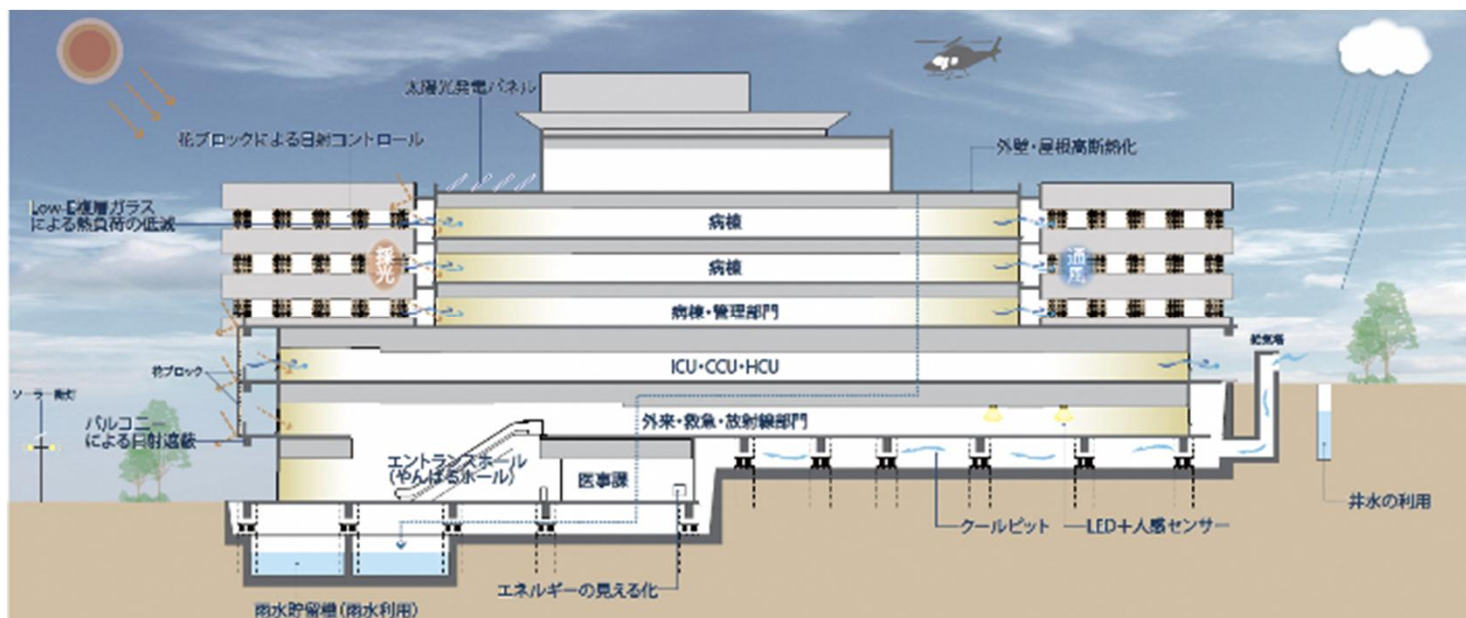 太陽光発電パネル
花ブロックによる日射コントロール
外壁・屋根高断熱化
Low-E複層ガラス
による熱負荷の低減
病棟
採光
病棟
通風
病棟・管理部門
給気塔
ICU・CCU・HCU
花ブロック
ソーラー街灯
バルコニー
による日射遮蔽
外来・救急・放射線部門
エントランスホール
(やんばるホール)
医事課
井水の利用
クールピット
LED+人感センサー
エネルギーの見える化
雨水貯留槽(雨水利用)